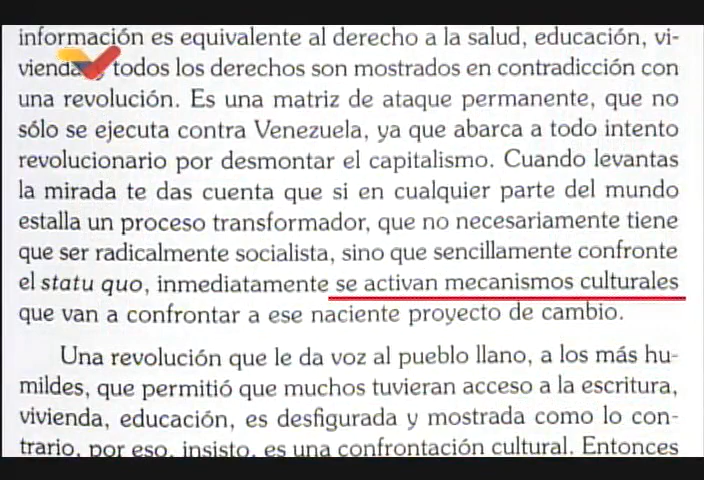 información es equivalente al derecho a la salud, educación, vi-
vienda, y todos los derechos son mostrados en contradicción con
una revolución. Es una matriz de ataque permanente, que no
sólo se ejecuta contra Venezuela, ya que abarca a todo intento
revolucionario por desmontar el capitalismo. Cuando levantas
la mirada te das cuenta que si en cualquier parte del mundo
estalla un proceso transformador, que no necesariamente tiene
que ser radicalmente socialista, sino que sencillamente confronte
el statu quo, inmediatamente se activan mecanismos culturales
que van a confrontar a ese naciente proyecto de cambio.
Una revolución que le da voz al pueblo llano, a los más hu-
mildes, que permitió que muchos tuvieran acceso a la escritura,
vivienda, educación, es desfigurada y mostrada como lo con-
trario, por eso, insisto, es una confrontación cultural. Entonces